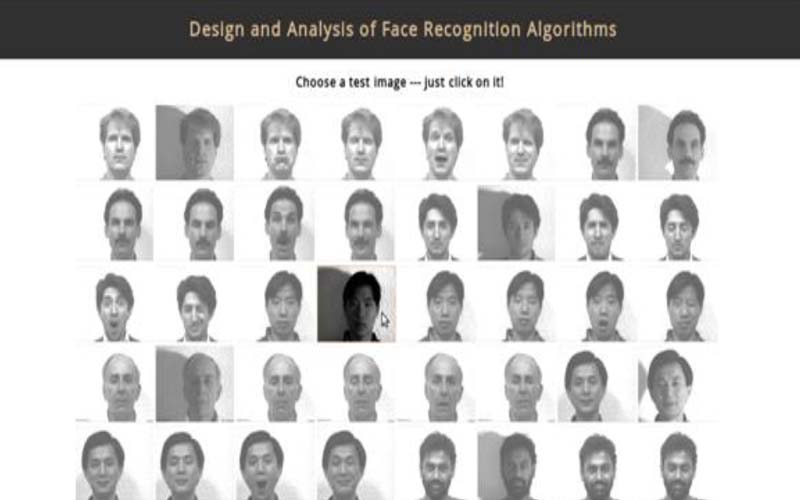 Design and Analysis of Face Recognition Algorithms
Choose a test image --- just click on it!